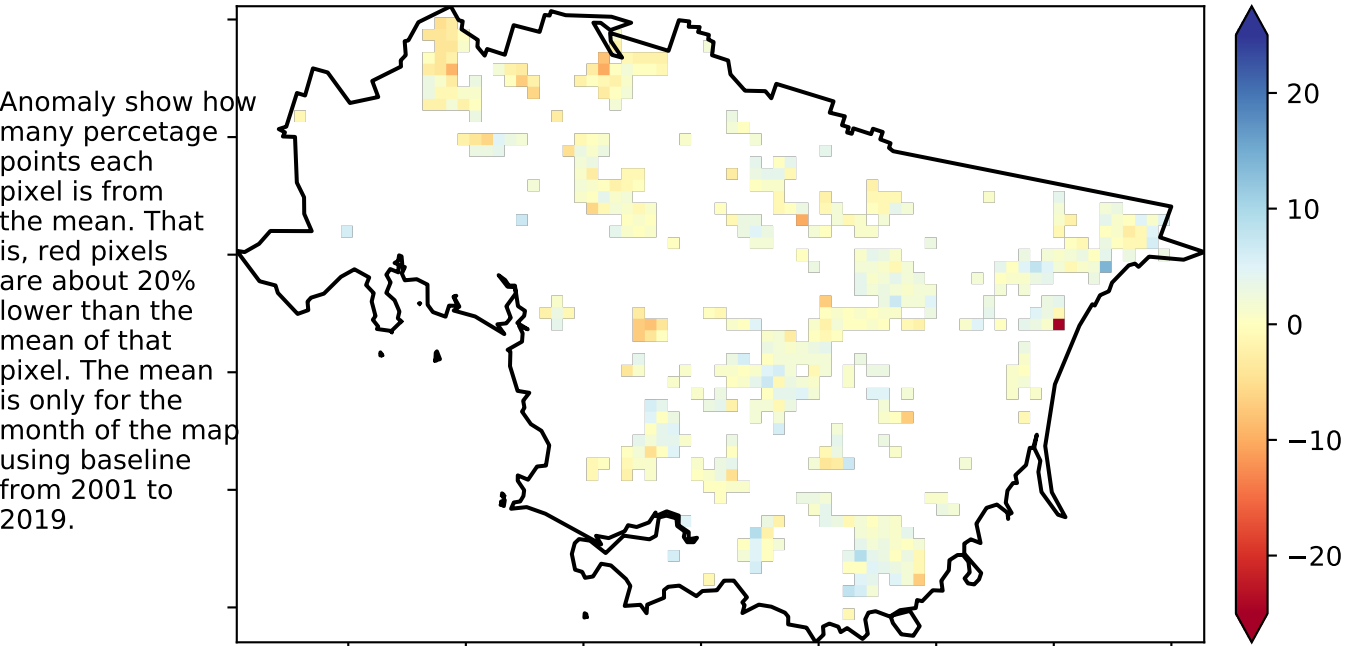 Anomaly show how
many percetage
points each
pixel is from
the mean. That
is, red pixels
are about 20%
lower than the
mean of that
pixel. The mean
is only for the
month of the map
using baseline
from 2001 to
2019.
20
10
0
−10
−20